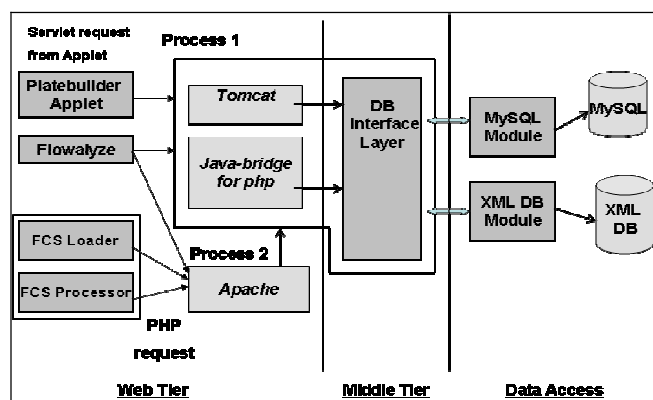 Servlet request
from Applet
Process 1
Platebuilder
Applet
Flowalyze
Tomcat
Java-bridge
for php
DB
Interface
Layer
MySQL
Module
MySQL
XML DB
Module
XML
DB
FCS Loader
FCS Processor
Process 2
Apache
PHP
request
Web Tier
Middle Tier
Data Access